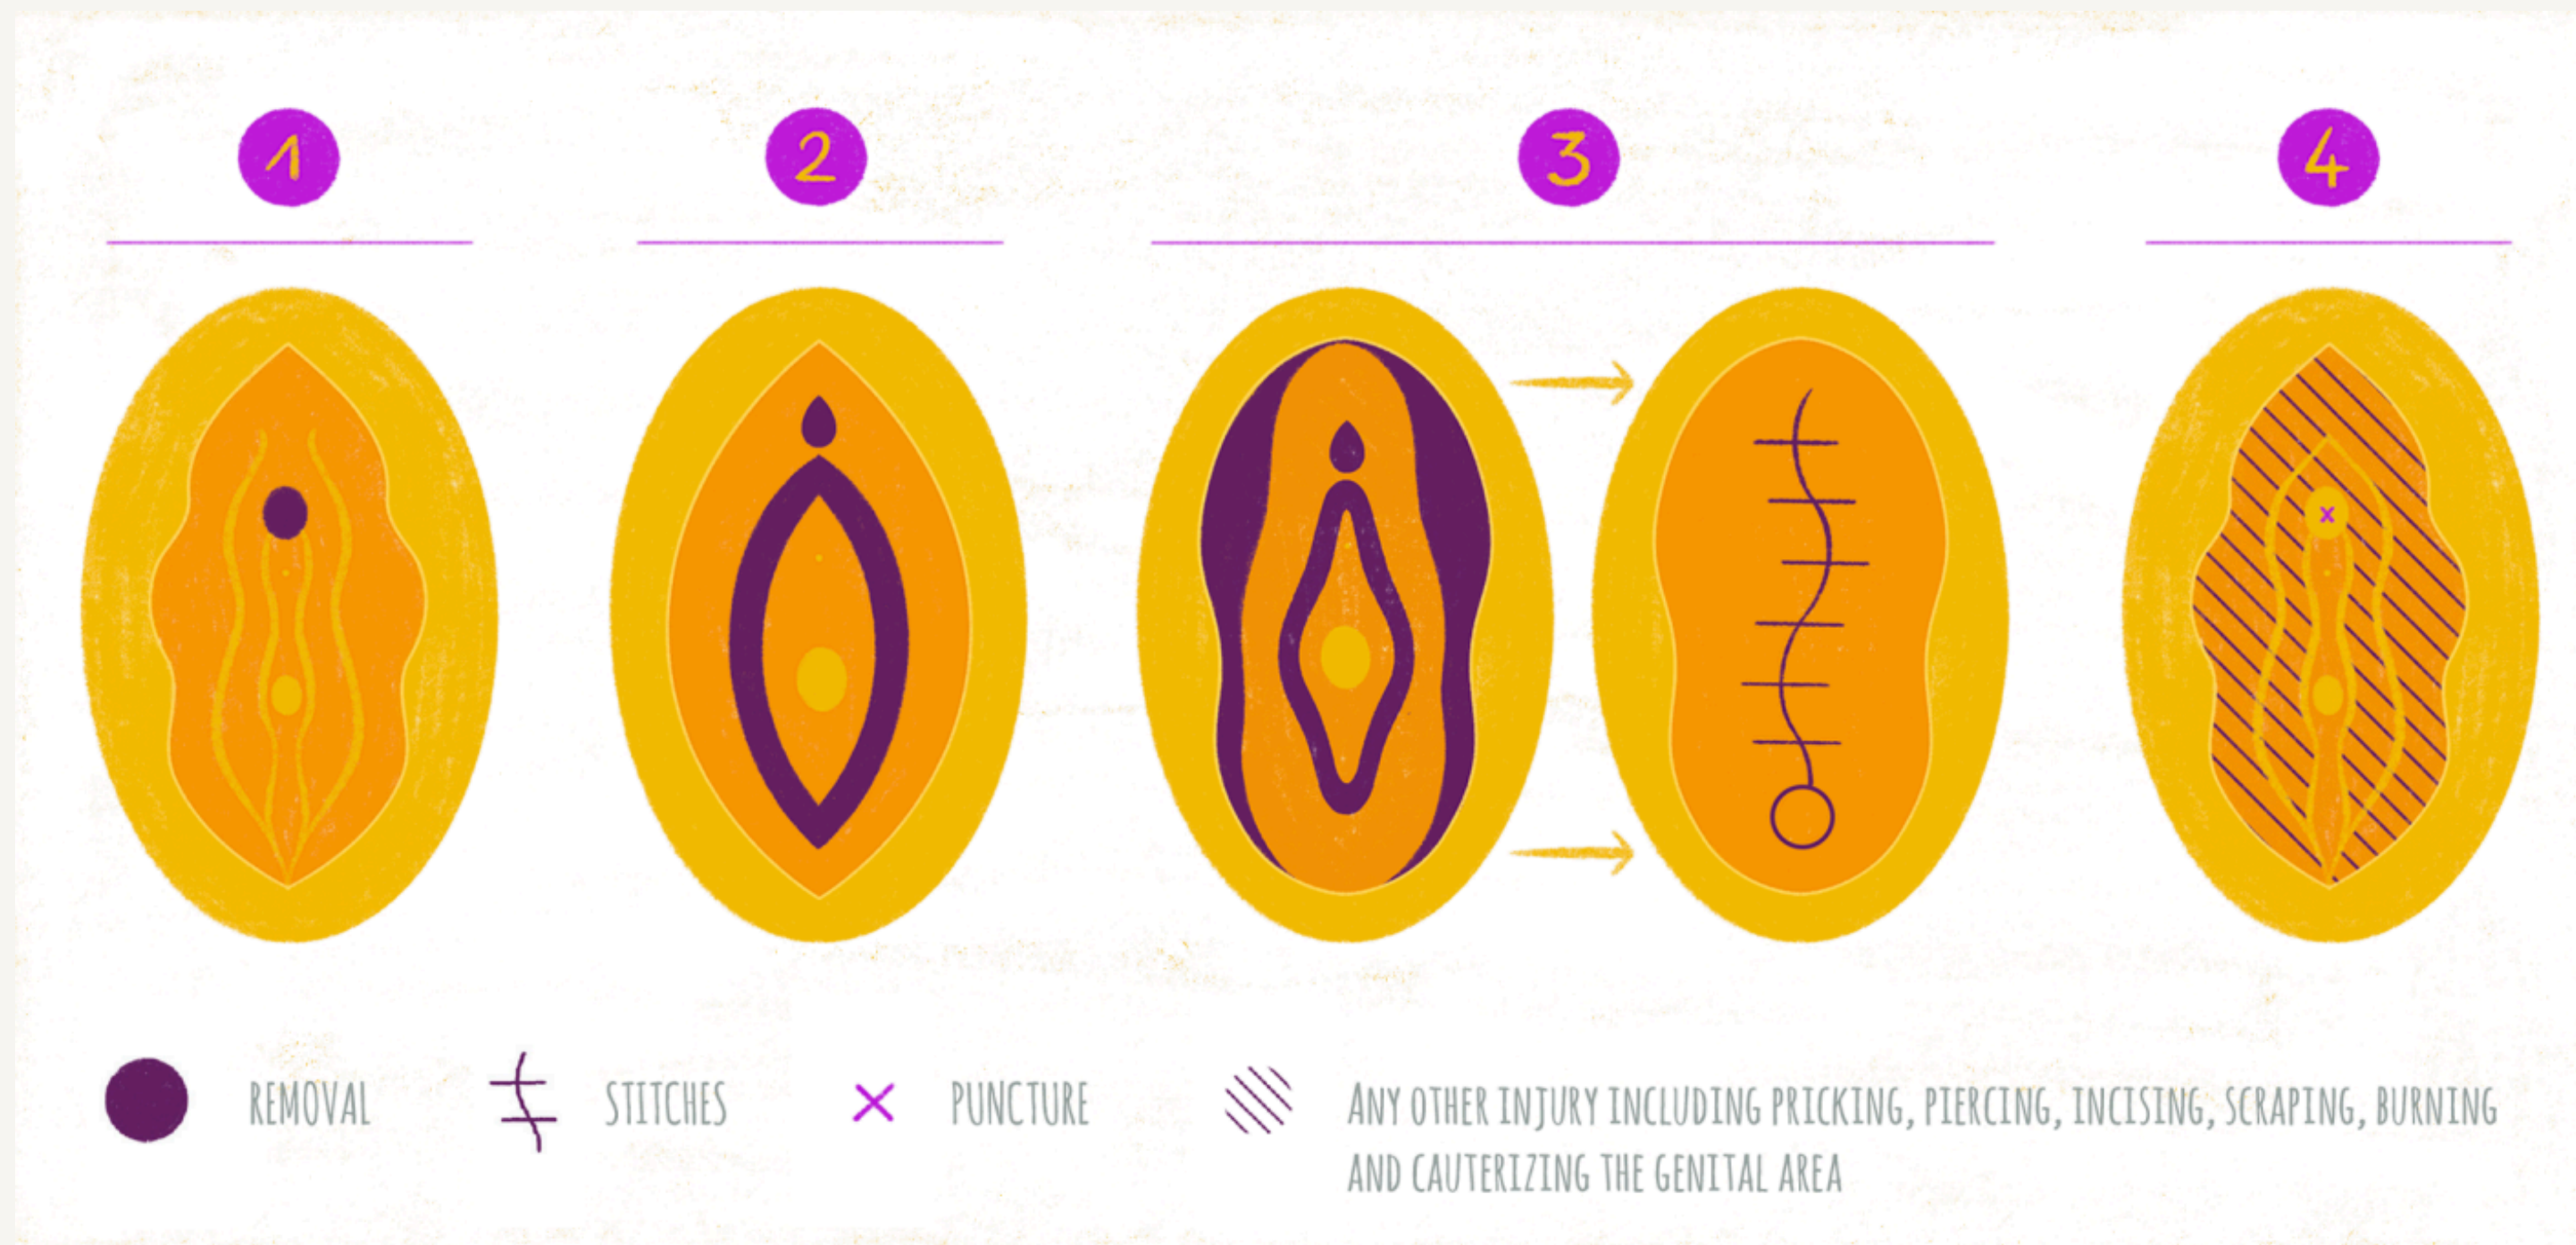 1
2
3
4
REMOVAL
STITCHES
PUNCTURE
ANY OTHER INJURY INCLUDING PRICKING, PIERCING, INCISING, SCRAPING, BURNING
AND CAUTERIZING THE GENITAL AREA